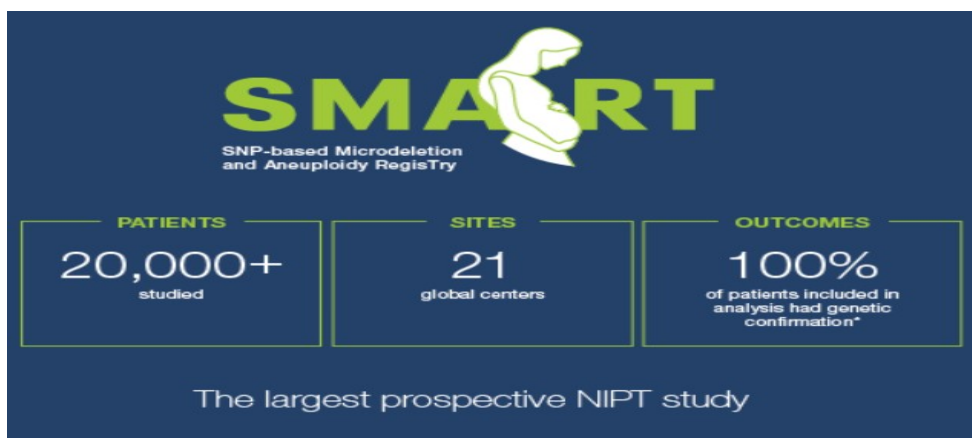 SMART
SNP-based Microdeletion
and Aneuploidy RegisTry
PATIENTS
20,000+
studied
SITES
21
global centers
OUTCOMES
100%
of patients included in
analysis had genetic
confirmation*
The largest prospective NIPT study